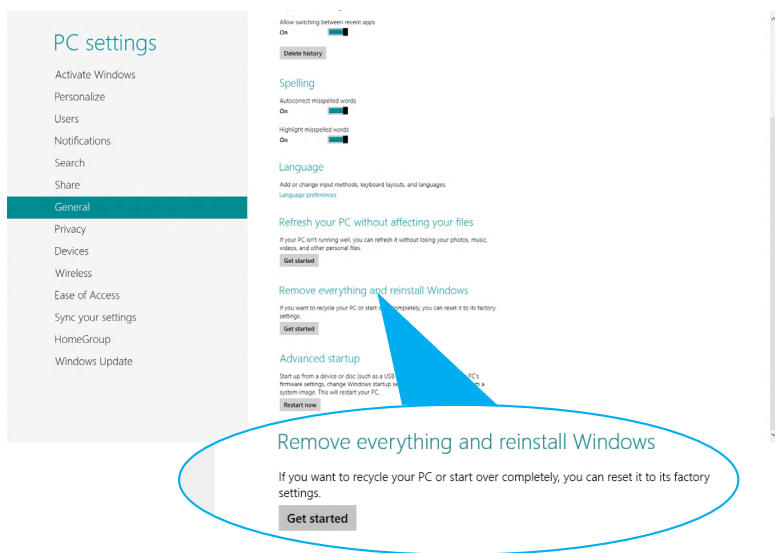 PC settings
Activate Windows
Personalize
Users
Notifications
Search
Share
General
Privacy
Devices
Wireless
Ease of Access
Sync your settings
HomeGroup
Windows Update
Allow switching between recent apps
On
Delete history
Spelling
Autocorrect misspelled words
On
Highlight misspelled words
On
Language
Add or change input methods, keyboard layouts, and languages.
Language preferences
Refresh your PC without affecting your files
If your PC isn't running well, you can refresh it without losing your photos, music,
videos, and other personal files.
Get started
Remove everything and reinstall Windows
If you want to recycle your PC or start over completely, you can reset it to its factory
settings.
Get started
Advanced startup
Start up from a device or disc (such as a USB PC's
firmware settings, change Windows startup a
system image. This will restart your PC.
Restart now
Remove everything and reinstall Windows
If you want to recycle your PC or start over completely, you can reset it to its factory
settings.
Get started